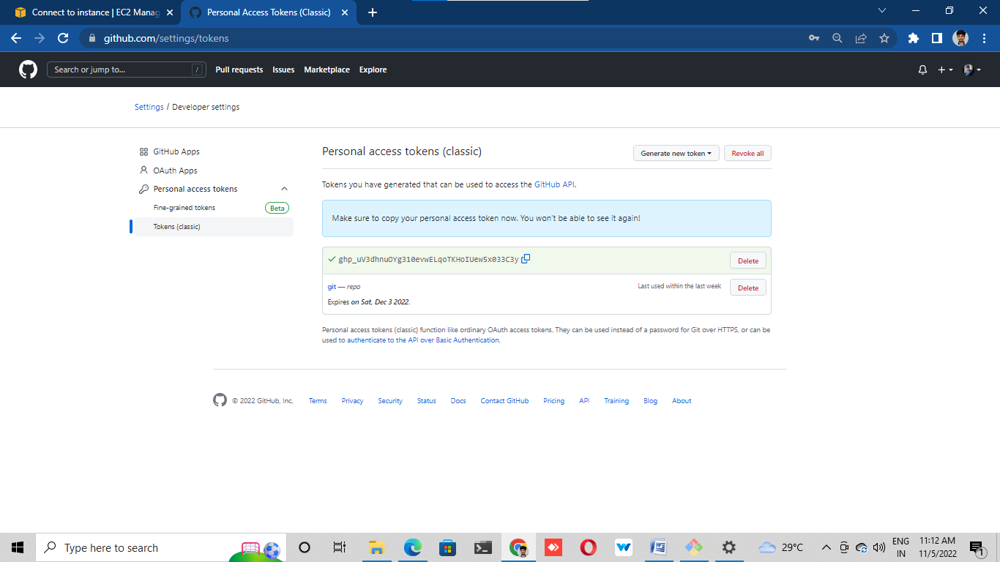 Connect to instance | EC2 Manag
Personal Access Tokens (Classic)
github.com/settings/tokens
Search or jump to...
/
Pull requests
Issues
Marketplace
Explore
Settings / Developer settings
GitHub Apps
OAuth Apps
Personal access tokens
Fine-grained tokens
Beta
Tokens (classic)
Personal access tokens (classic)
Generate new token
Revoke all
Tokens you have generated that can be used to access the GitHub API.
Make sure to copy your personal access token now. You won't be able to see it again!
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
Delete
git — repo
Last used within the last week
Delete
Expires on Sat, Dec 3 2022.
Personal access tokens (classic) function like ordinary OAuth access tokens. They can be used instead of a password for Git over HTTPS, or can be
used to authenticate to the API over Basic Authentication.
© 2022 GitHub, Inc.
Terms
Privacy
Security
Status
Docs
Contact GitHub
Pricing
API
Training
Blog
About
Type here to search
29°C
ENG
IN
11:12 AM
11/5/2022
1